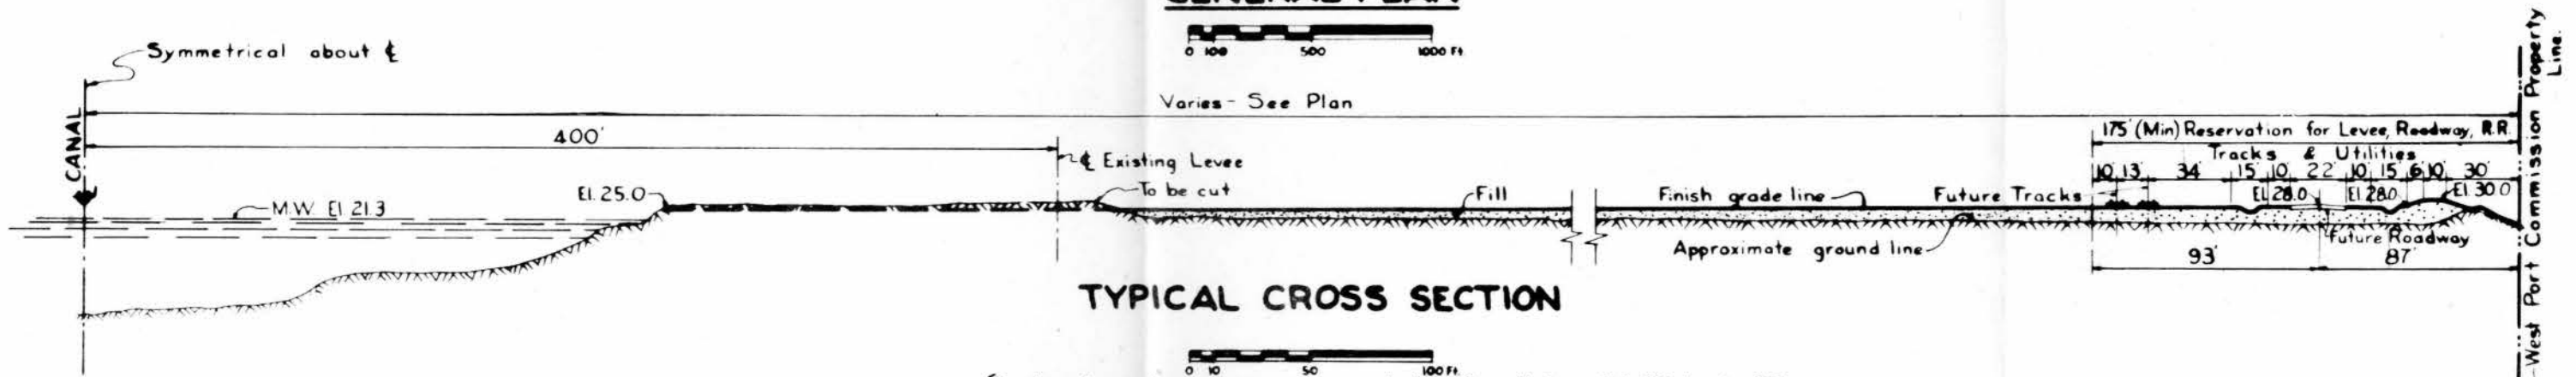 GENERAL PLAN
0 100 500 1000 Ft.
Symmetrical about ℄
Varies - See Plan
CANAL
400'
175' (Min) Reservation for Levee, Roadway, R.R.
Tracks & Utilities
10' 13' 34' 15' 10' 22' 10' 15' 6' 10' 30'
℄ Existing Levee
To be cut
El. 25.0
M.W. El. 21.3
Fill
Finish grade line
Future Tracks
El. 28.0
El. 28.0
El. 30.0
Approximate ground line
Future Roadway
93' 87'
West Port Commission Property Line.
TYPICAL CROSS SECTION
0 10 50 100 Ft.